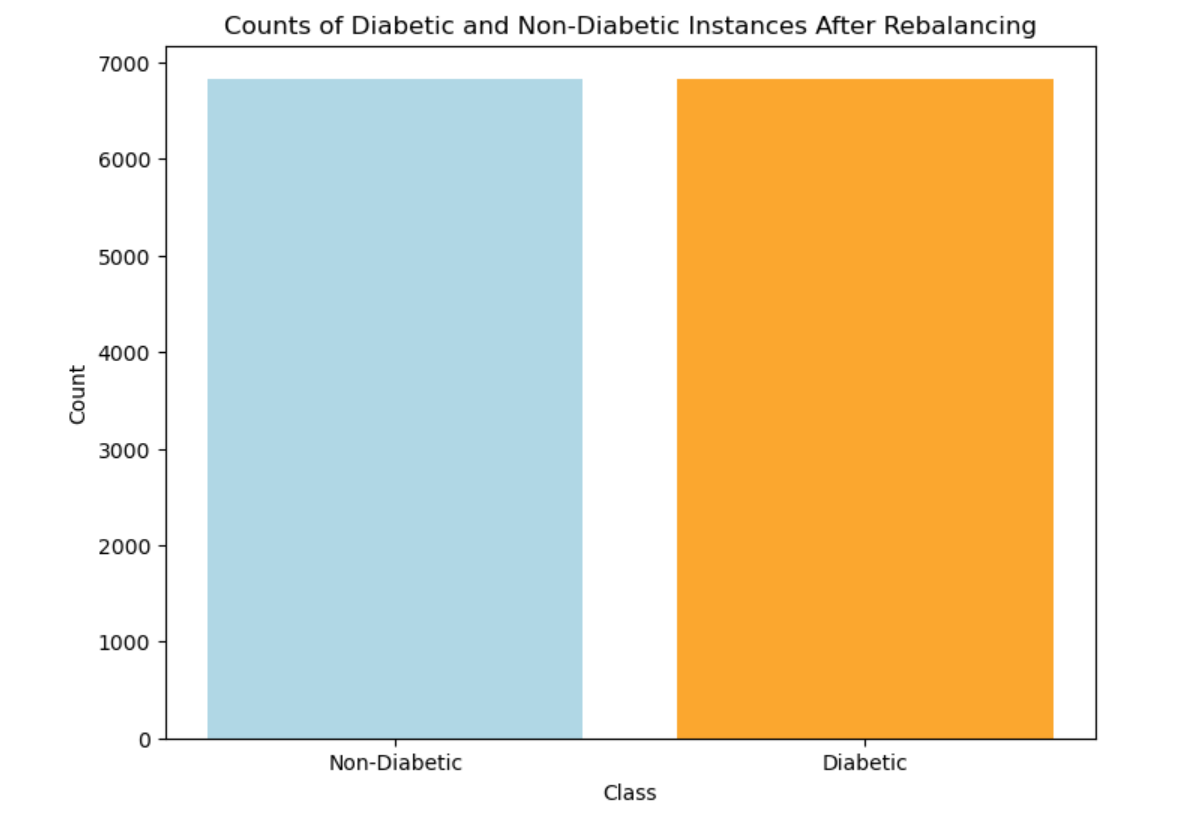 Counts of Diabetic and Non-Diabetic Instances After Rebalancing
7000
6000
5000
4000
3000
2000
1000
0
Count
Non-Diabetic
Diabetic
Class